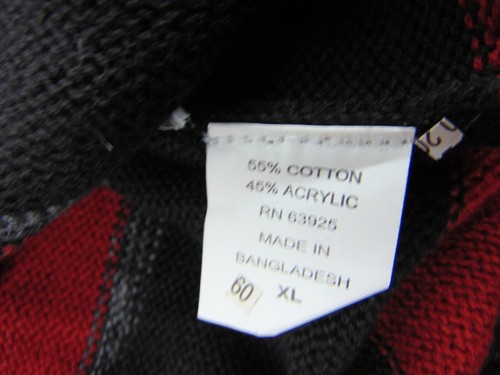 55% COTTON
45% ACRYLIC
RN 63925
MADE IN
BANGLADESH
60 XL